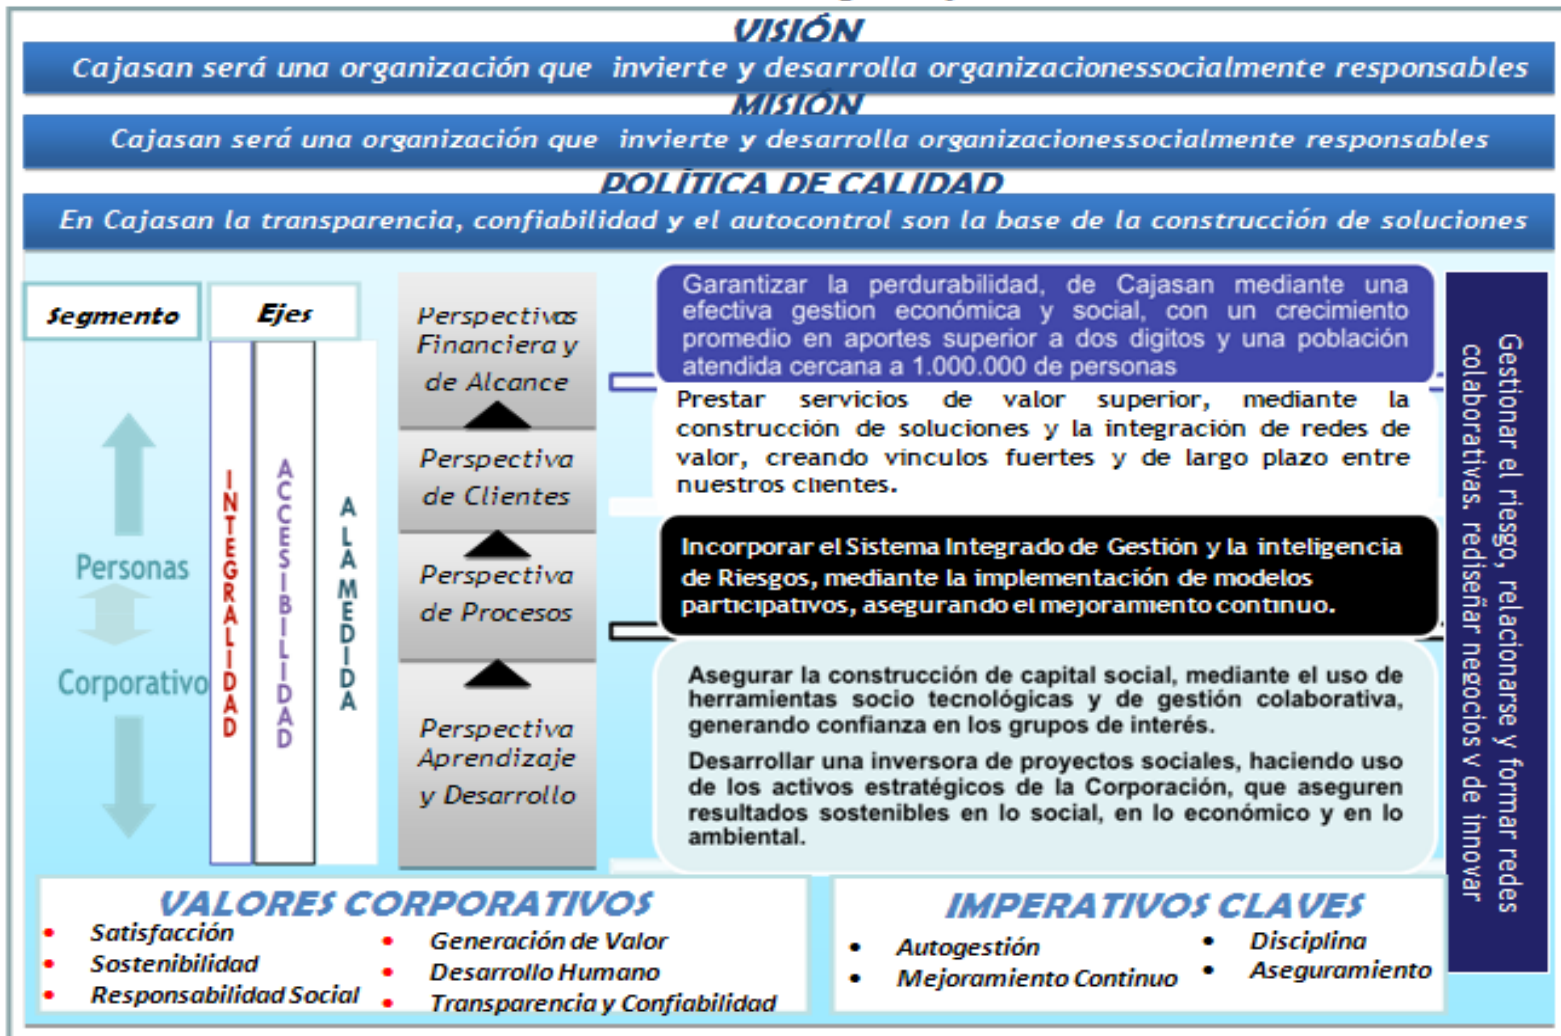 VISIÓN
Cajasan será una organización que invierte y desarrolla organizacionessocialmente responsables
MISIÓN
Cajasan será una organización que invierte y desarrolla organizacionessocialmente responsables
POLÍTICA DE CALIDAD
En Cajasan la transparencia, confiabilidad y el autocontrol son la base de la construcción de soluciones
Segmento
Ejes
Personas
Corporativo
INTEGRALIDAD
ACCESIBILIDAD
A LA MEDIDA
Perspectivas
Financiera y
de Alcance
Perspectiva
de Clientes
Perspectiva
de Procesos
Perspectiva
Aprendizaje
y Desarrollo
Garantizar la perdurabilidad, de Cajasan mediante una
efectiva gestion económica y social, con un crecimiento
promedio en aportes superior a dos digitos y una población
atendida cercana a 1.000.000 de personas
Prestar servicios de valor superior, mediante la
construcción de soluciones y la integración de redes de
valor, creando vínculos fuertes y de largo plazo entre
nuestros clientes.
Incorporar el Sistema Integrado de Gestión y la inteligencia
de Riesgos, mediante la implementación de modelos
participativos, asegurando el mejoramiento continuo.
Asegurar la construcción de capital social, mediante el uso de
herramientas socio tecnológicas y de gestión colaborativa,
generando confianza en los grupos de interés.
Desarrollar una inversora de proyectos sociales, haciendo uso
de los activos estratégicos de la Corporación, que aseguren
resultados sostenibles en lo social, en lo económico y en lo
ambiental.
Gestionar el riesgo, relacionarse y formar redes
colaborativas. rediseñar negocios y de innovar
VALORES CORPORATIVOS
• Satisfacción
• Sostenibilidad
• Responsabilidad Social
• Generación de Valor
• Desarrollo Humano
• Transparencia y Confiabilidad
IMPERATIVOS CLAVES
• Autogestión
• Mejoramiento Continuo
• Disciplina
• Aseguramiento